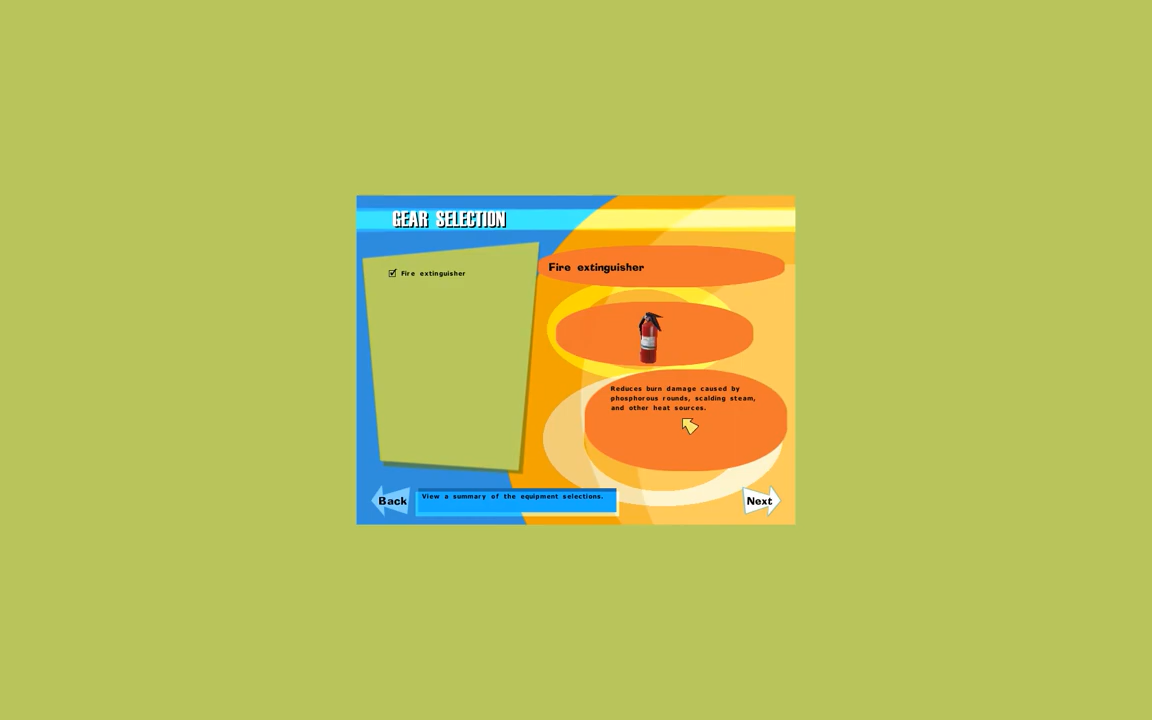 GEAR SELECTION
Fire extinguisher
Fire extinguisher
Reduces burn damage caused by
phosphorous rounds, scalding steam,
and other heat sources.
Back
View a summary of the equipment selections.
Next